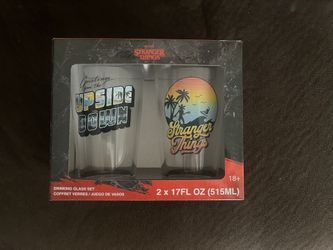 STRANGER
THINGS
Greetings
from the
UPSIDE
DOWN
Stranger
Things
DRINKING GLASS SET
COFFRET VERRES / JUEGO DE VASOS
2 x 17FL OZ (515ML)
18+